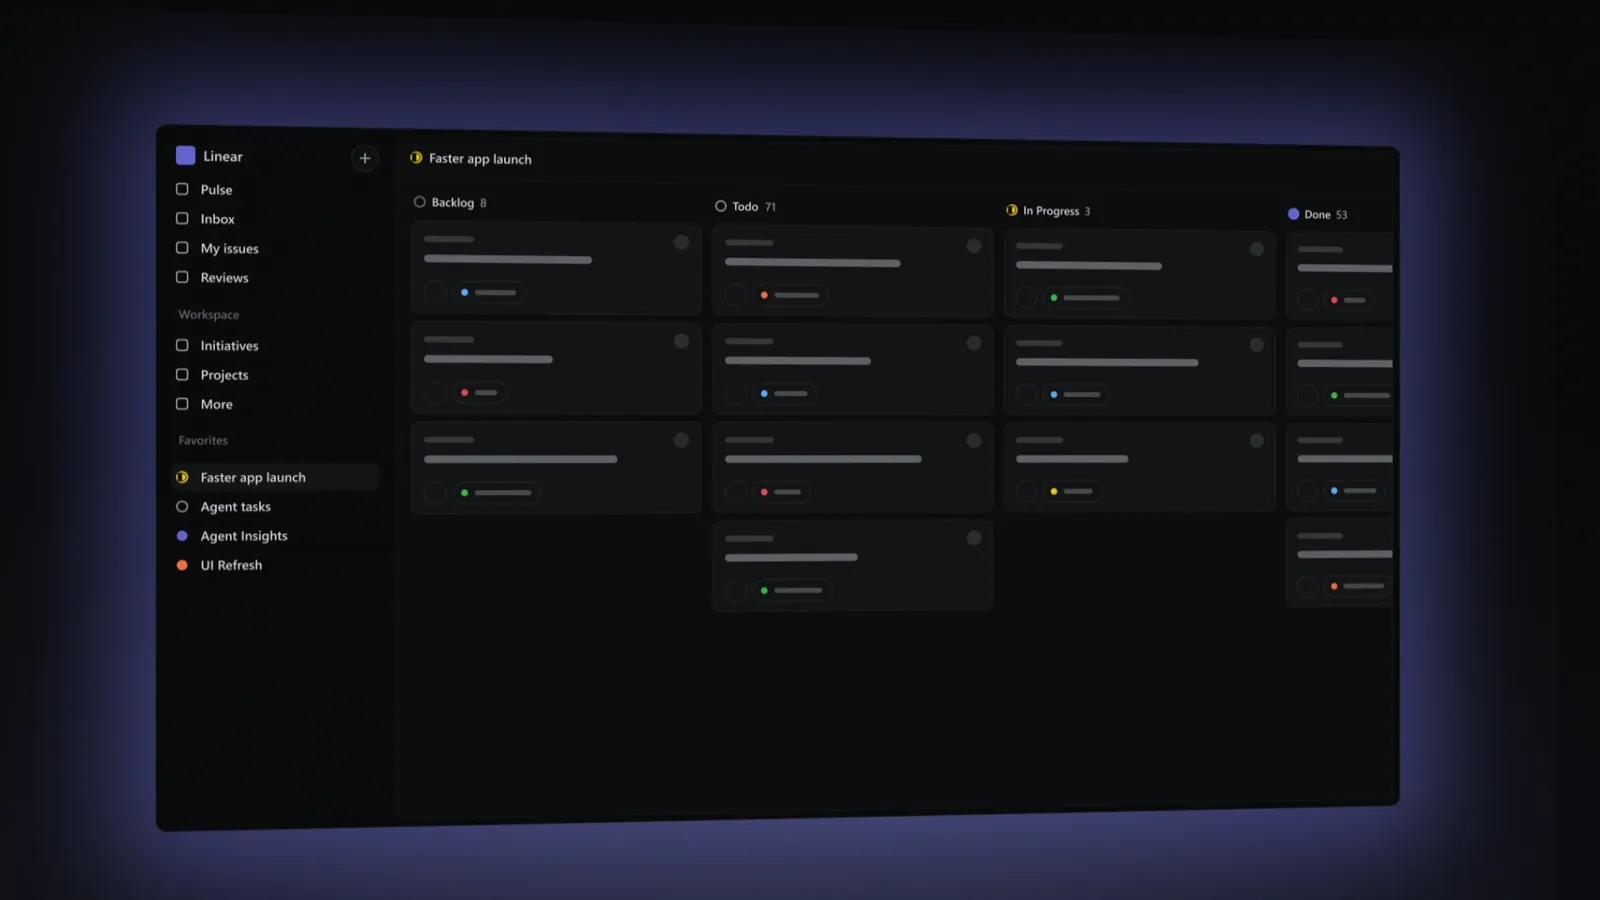 Linear
Pulse
Inbox
My issues
Reviews
Workspace
Initiatives
Projects
More
Favorites
Faster app launch
Agent tasks
Agent Insights
UI Refresh
Faster app launch
Backlog 8
Todo 71
In Progress 3
Done 53